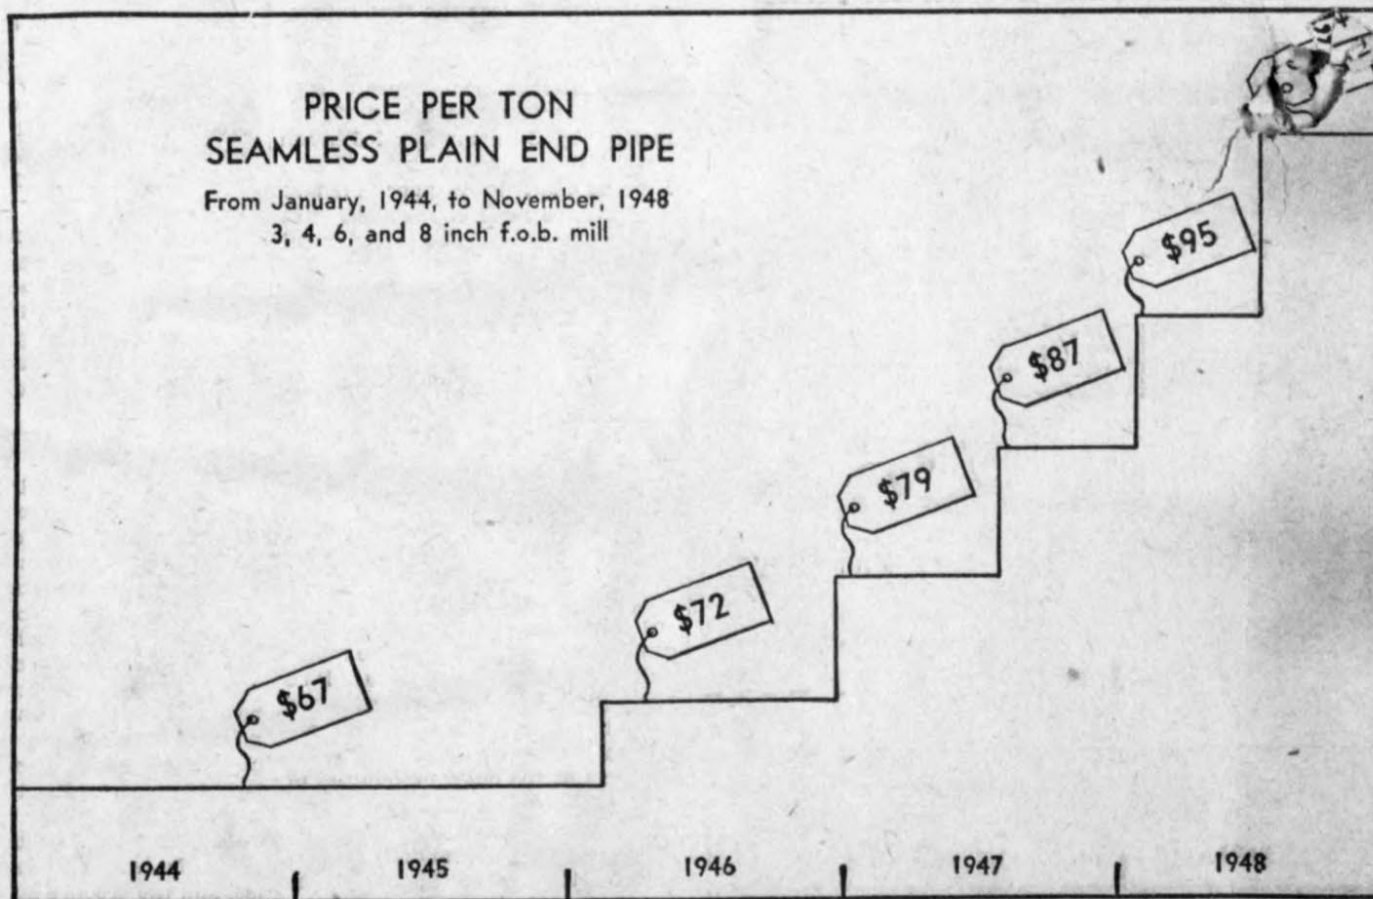 PRICE PER TON
SEAMLESS PLAIN END PIPE
From January, 1944, to November, 1948
3, 4, 6, and 8 inch f.o.b. mill
$95
$87
$79
$72
$67
1944 1945 1946 1947 1948